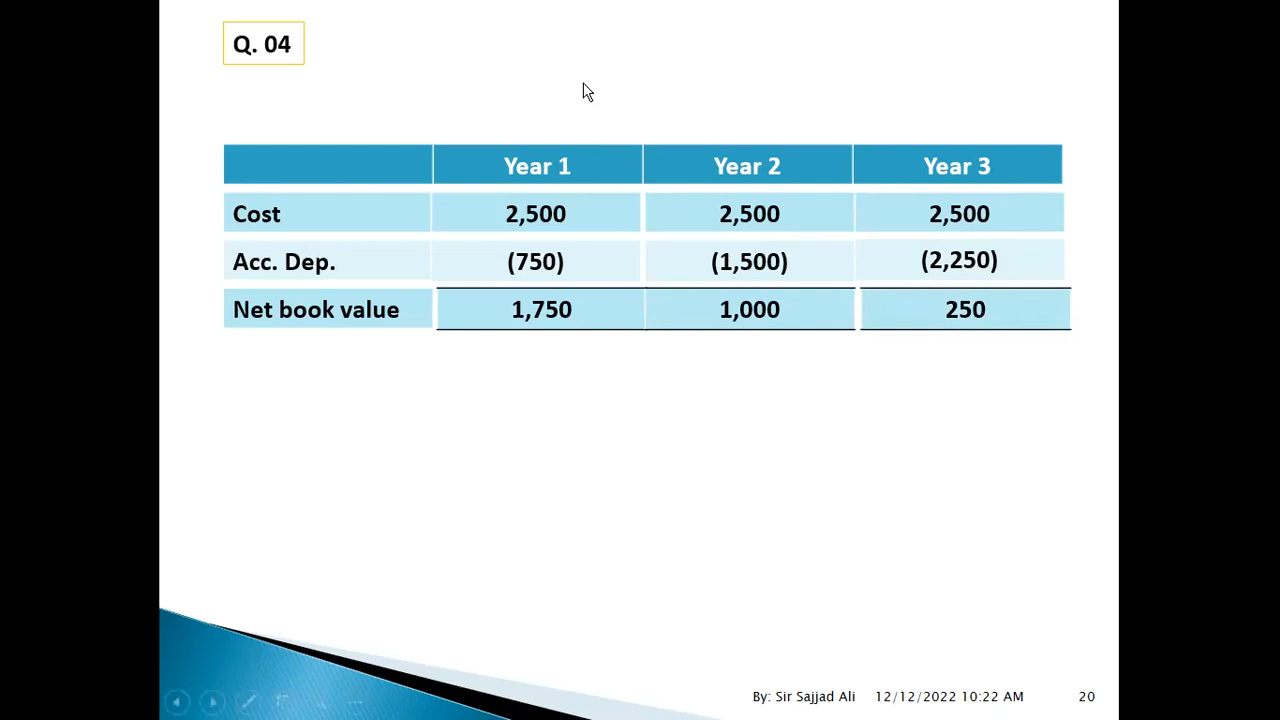 Q. 04
Year 1 Year 2 Year 3
Cost 2,500 2,500 2,500
Acc. Dep. (750) (1,500) (2,250)
Net book value 1,750 1,000 250
By: Sir Sajjad Ali 12/12/2022 10:22 AM 20